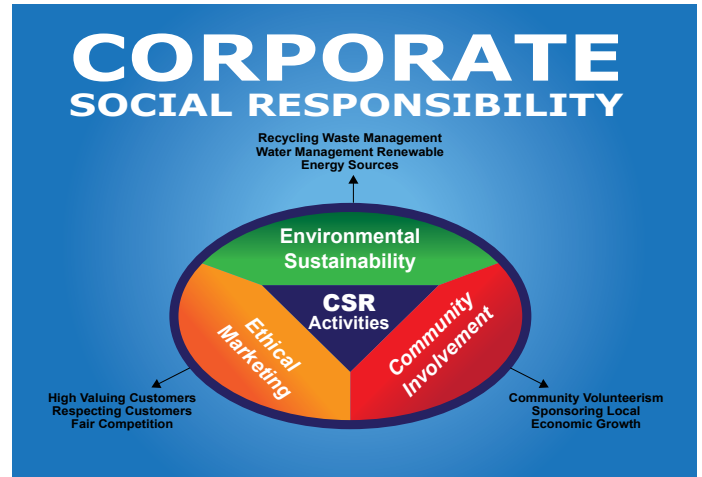 CORPORATE
SOCIAL RESPONSIBILITY
Recycling Waste Management
Water Management Renewable
Energy Sources
Environmental
Sustainability
CSR
Activities
Ethical
Marketing
Community
Involvement
High Valuing Customers
Respecting Customers
Fair Competition
Community Volunteerism
Sponsoring Local
Economic Growth